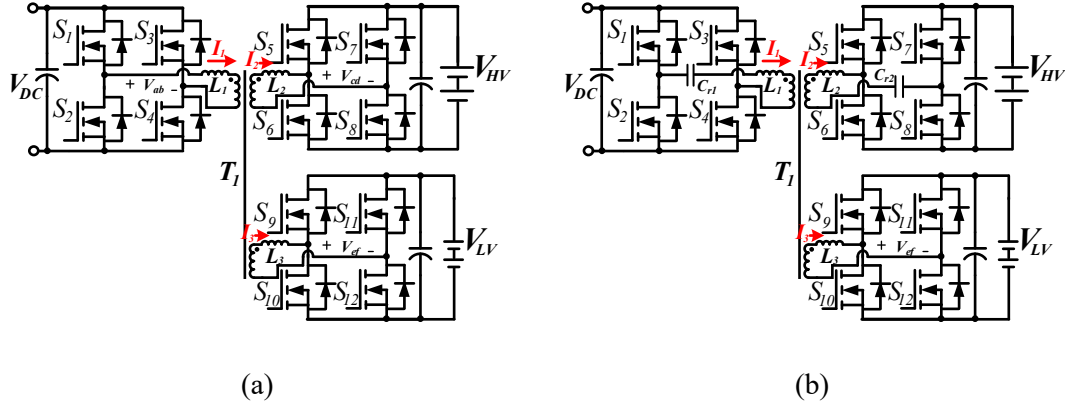 S1 S3 I1 I2 S5 S7
VDC + Vab − L1 L2 + Vcd − VHV
S2 S4 S6 S8
T1
S9 S11
I3 L3 + Vef − VLV
S10 S12
(a)
S1 S3 I1 I2 S5 S7
VDC Cr1 L1 L2 Cr2 VHV
S2 S4 S6 S8
T1
S9 S11
I3 L3 + Vef − VLV
S10 S12
(b)